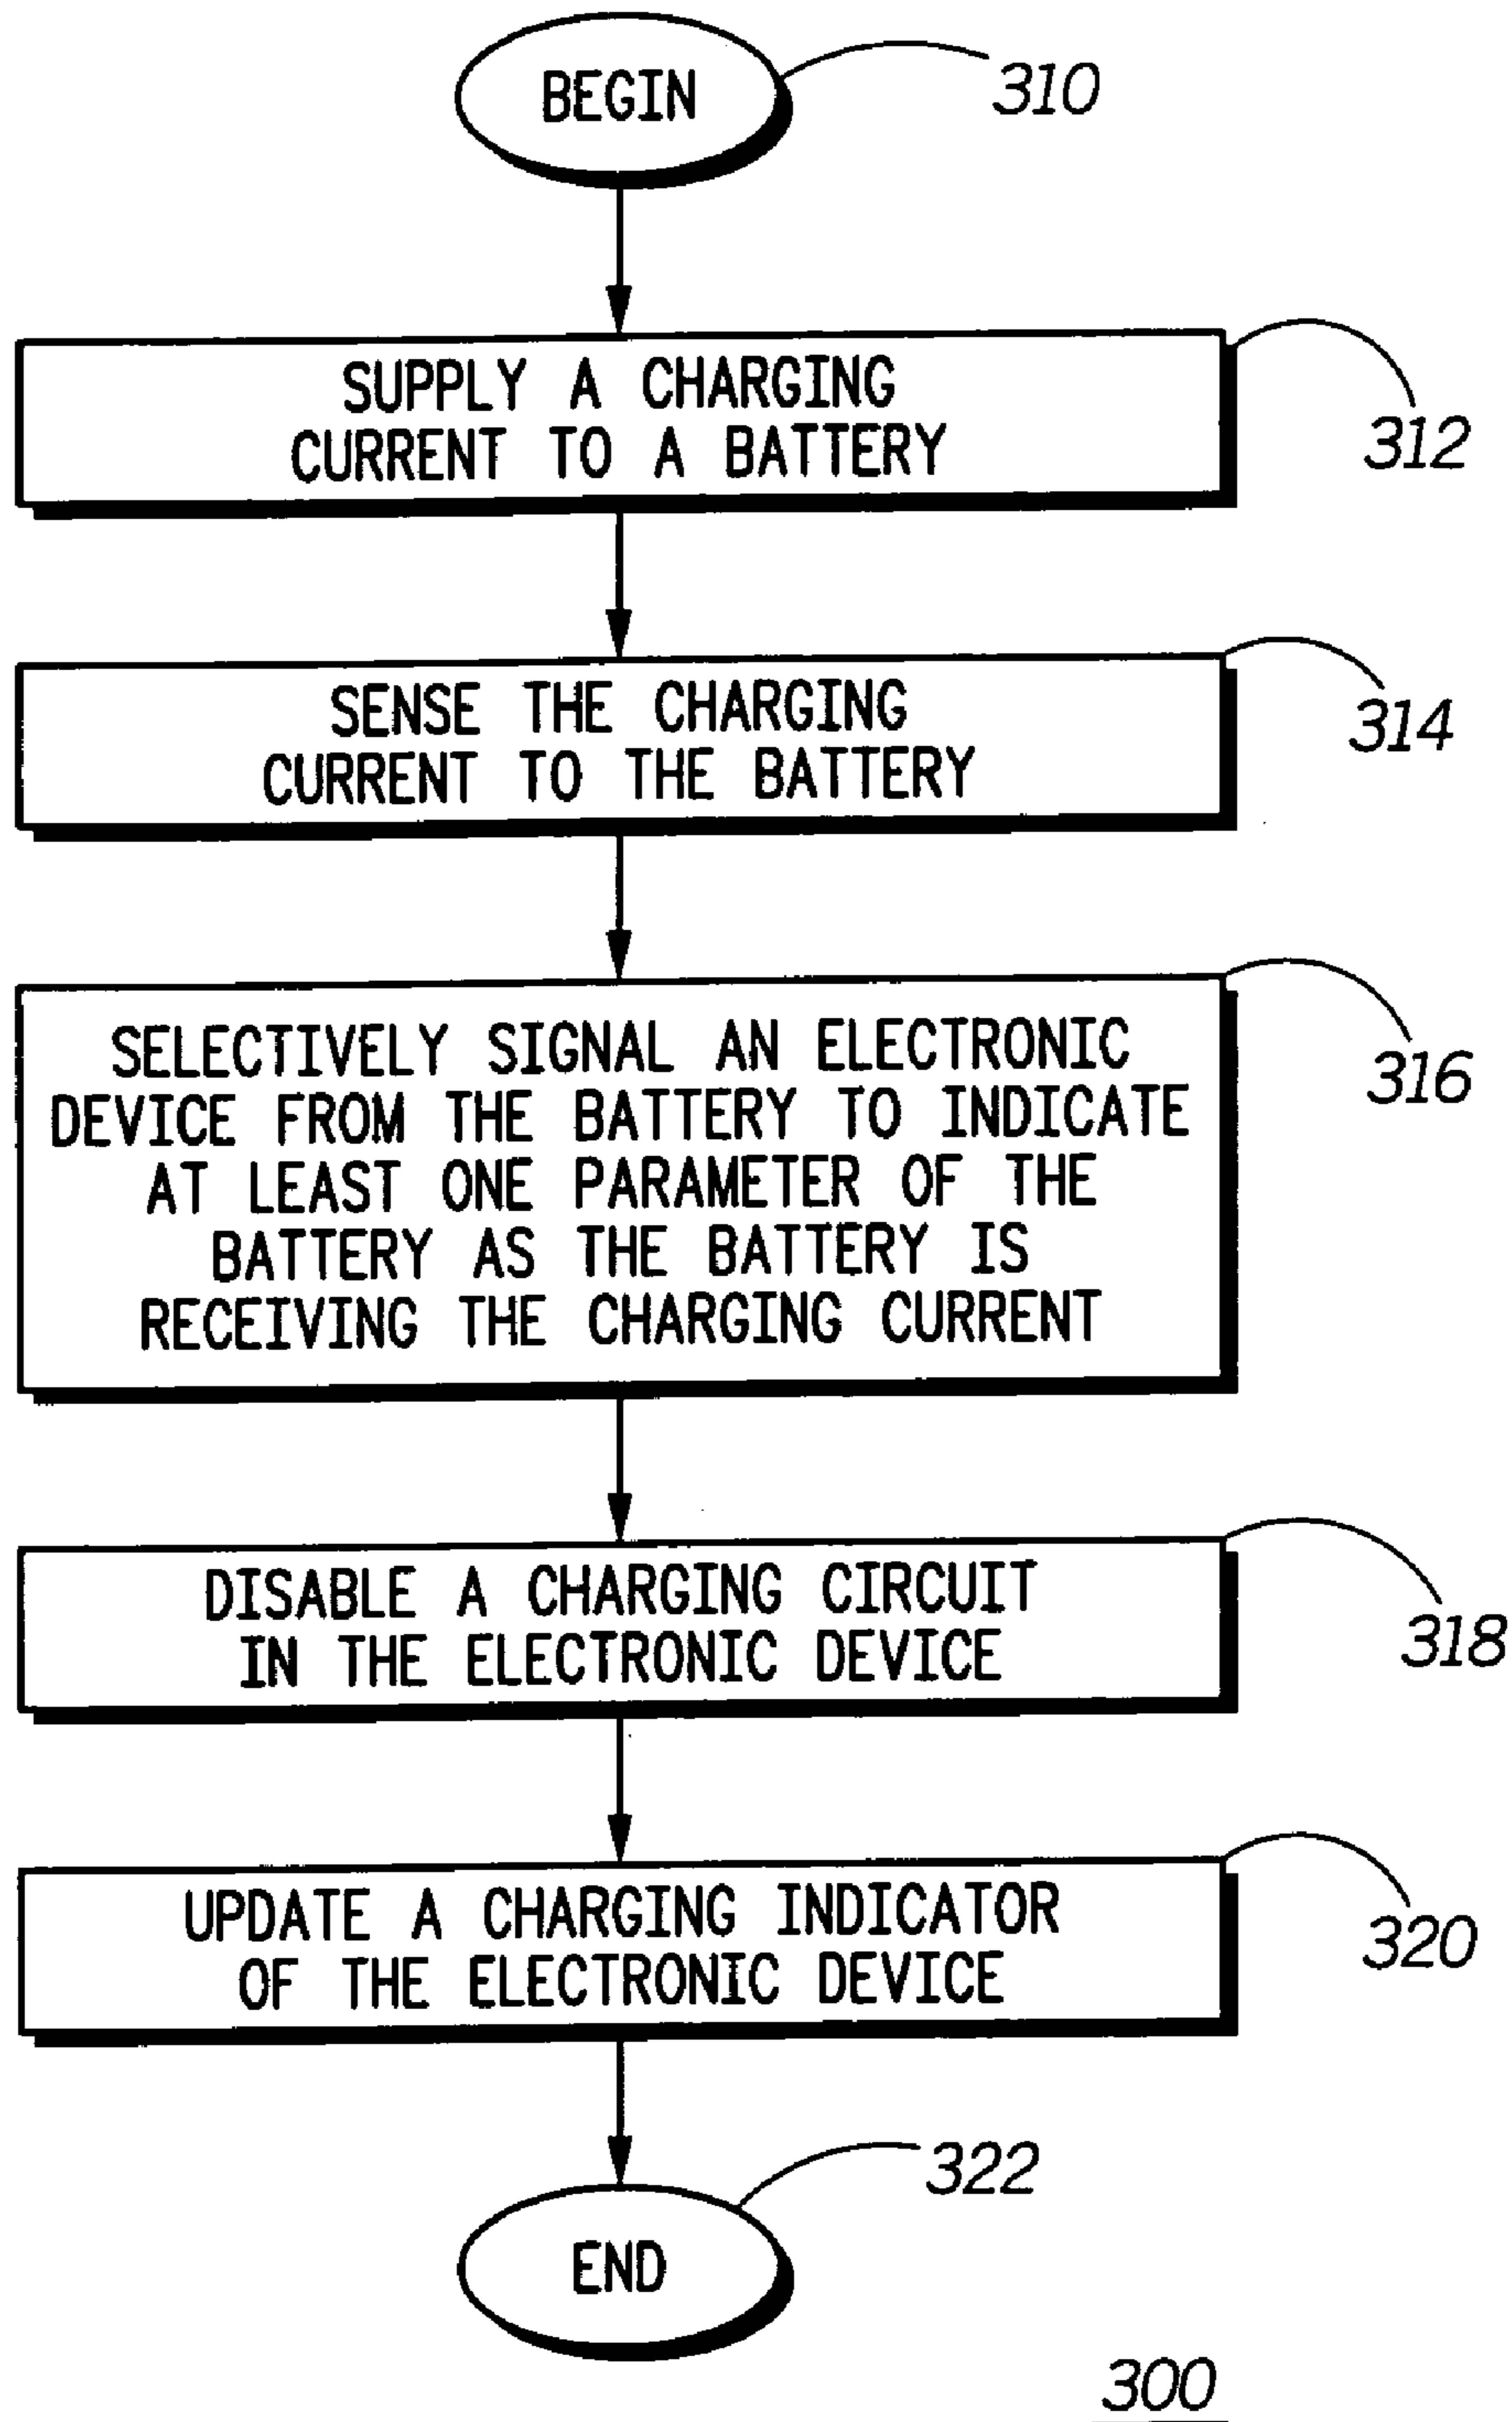 BEGIN
310
SUPPLY A CHARGING
CURRENT TO A BATTERY
312
SENSE THE CHARGING
CURRENT TO THE BATTERY
314
SELECTIVELY SIGNAL AN ELECTRONIC
DEVICE FROM THE BATTERY TO INDICATE
AT LEAST ONE PARAMETER OF THE
BATTERY AS THE BATTERY IS
RECEIVING THE CHARGING CURRENT
316
DISABLE A CHARGING CIRCUIT
IN THE ELECTRONIC DEVICE
318
UPDATE A CHARGING INDICATOR
OF THE ELECTRONIC DEVICE
320
322
END
300